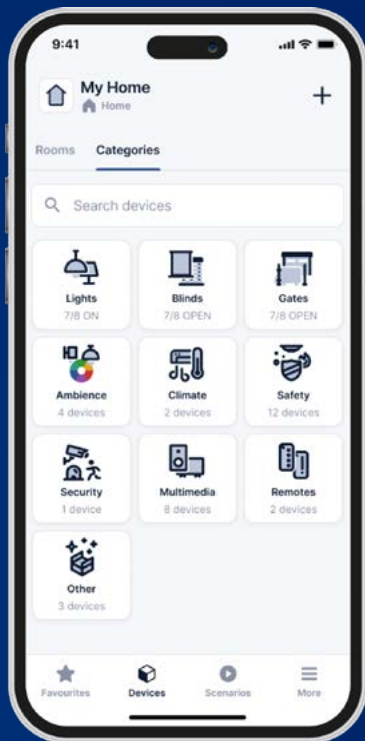 9:41
My Home
Home
Rooms Categories
Search devices
Lights Blinds Gates
7/8 ON 7/8 OPEN 7/8 OPEN
Ambience Climate Safety
4 devices 2 devices 12 devices
Security Multimedia Remotes
1 device 8 devices 2 devices
Other
3 devices
Favourites Devices Scenarios More